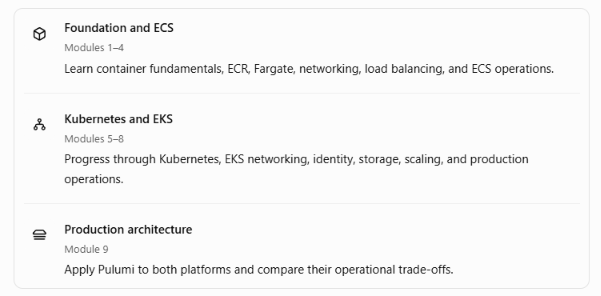 Foundation and ECS
Modules 1–4
Learn container fundamentals, ECR, Fargate, networking, load balancing, and ECS operations.
Kubernetes and EKS
Modules 5–8
Progress through Kubernetes, EKS networking, identity, storage, scaling, and production
operations.
Production architecture
Module 9
Apply Pulumi to both platforms and compare their operational trade-offs.